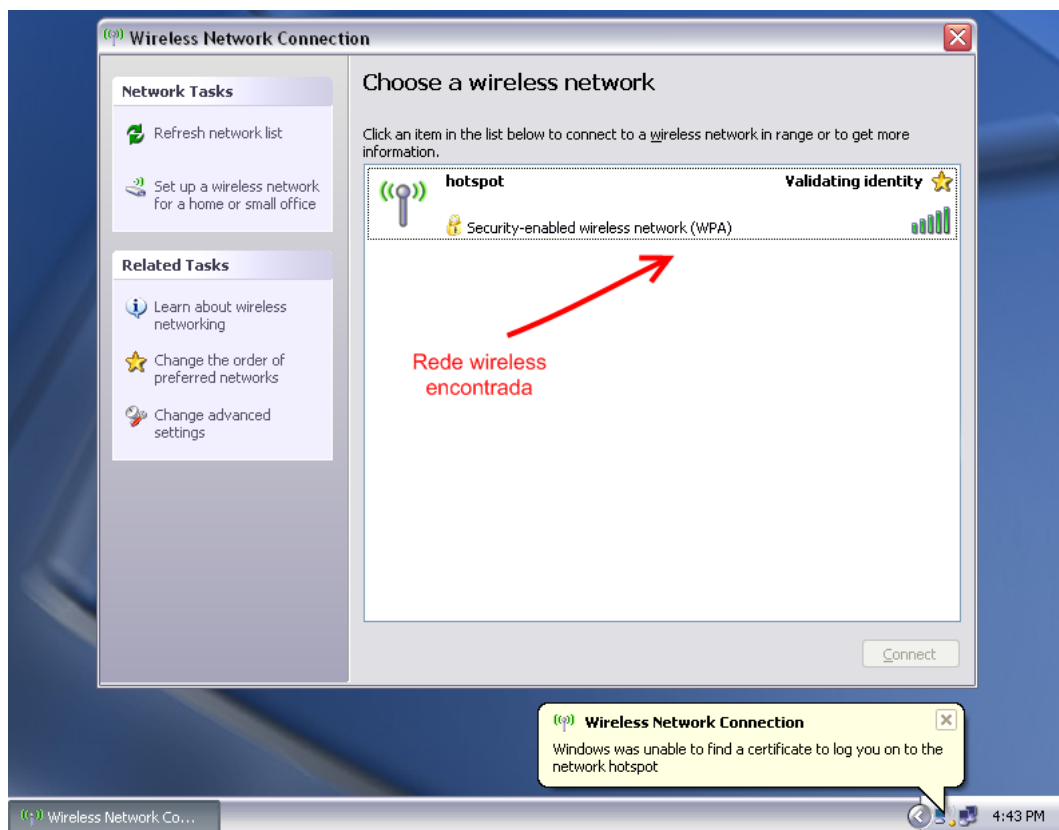 Wireless Network Connection
Network Tasks
Refresh network list
Set up a wireless network
for a home or small office
Related Tasks
Learn about wireless
networking
Change the order of
preferred networks
Change advanced
settings
Choose a wireless network
Click an item in the list below to connect to a wireless network in range or to get more
information.
hotspot
Validating identity
Security-enabled wireless network (WPA)
Rede wireless
encontrada
Connect
Wireless Network Connection
Windows was unable to find a certificate to log you on to the
network hotspot
Wireless Network Co...
4:43 PM